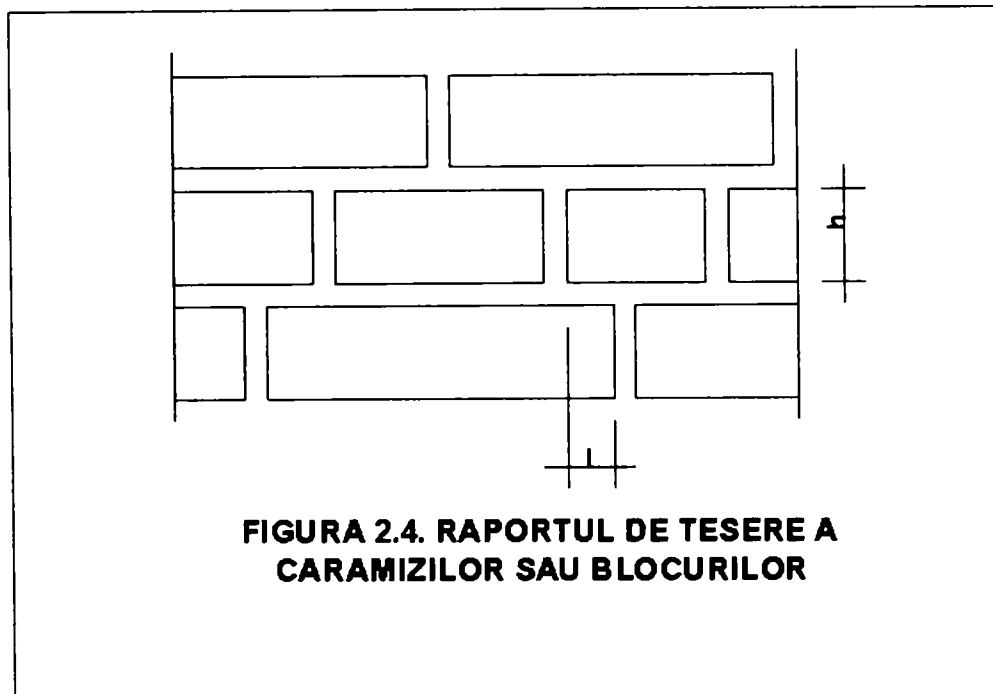 h
l
FIGURA 2.4. RAPORTUL DE TESERE A
CARAMIZILOR SAU BLOCURILOR